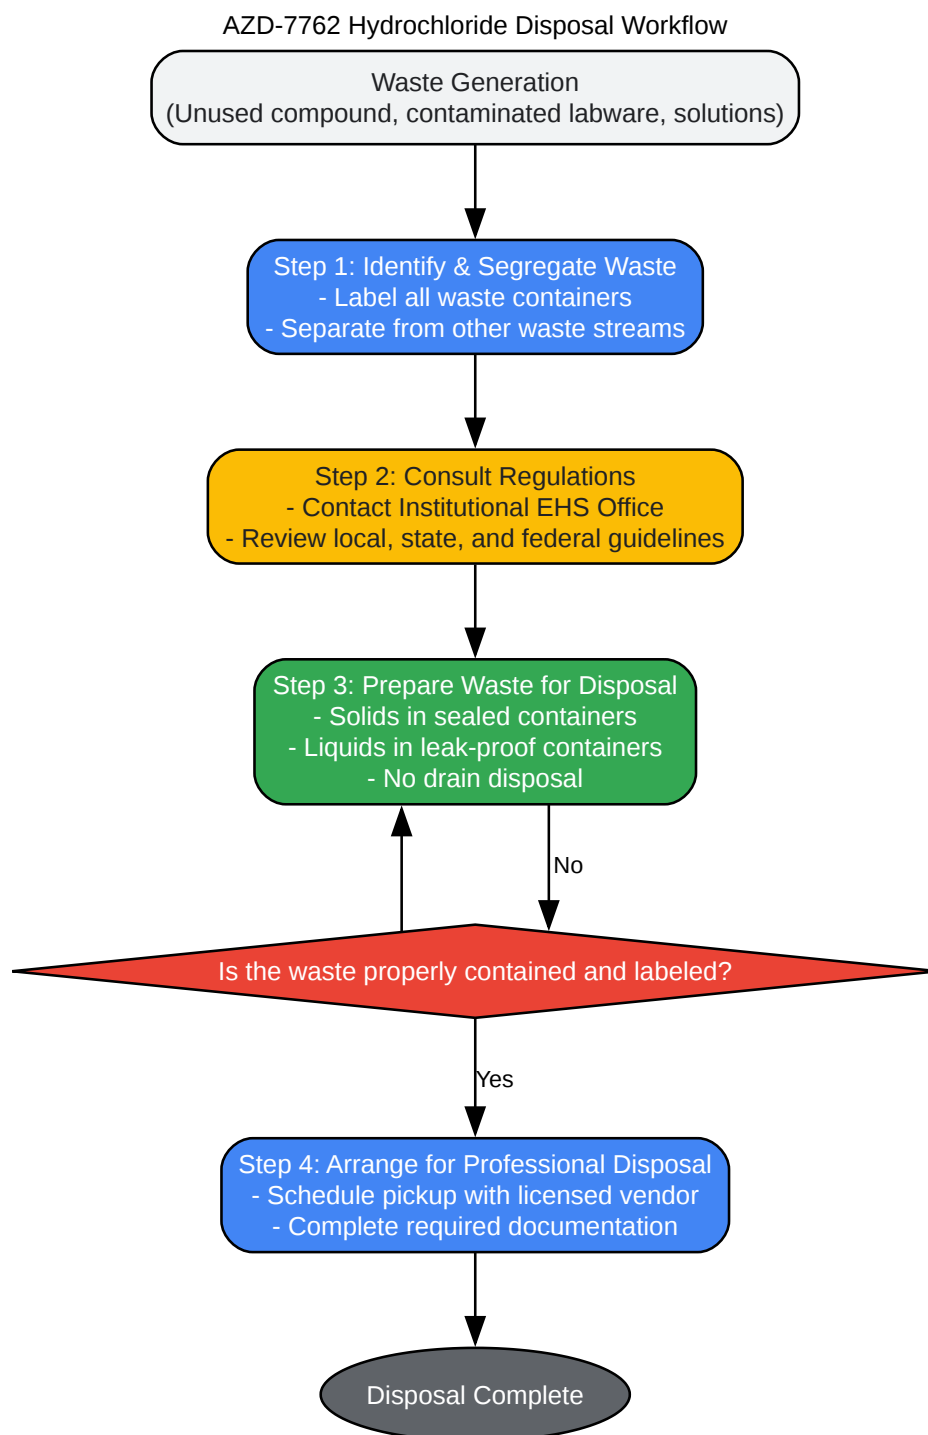 AZD-7762 Hydrochloride Disposal Workflow
Waste Generation
(Unused compound, contaminated labware, solutions)
Step 1: Identify & Segregate Waste
- Label all waste containers
- Separate from other waste streams
Step 2: Consult Regulations
- Contact Institutional EHS Office
- Review local, state, and federal guidelines
Step 3: Prepare Waste for Disposal
- Solids in sealed containers
- Liquids in leak-proof containers
- No drain disposal
No
Is the waste properly contained and labeled?
Yes
Step 4: Arrange for Professional Disposal
- Schedule pickup with licensed vendor
- Complete required documentation
Disposal Complete